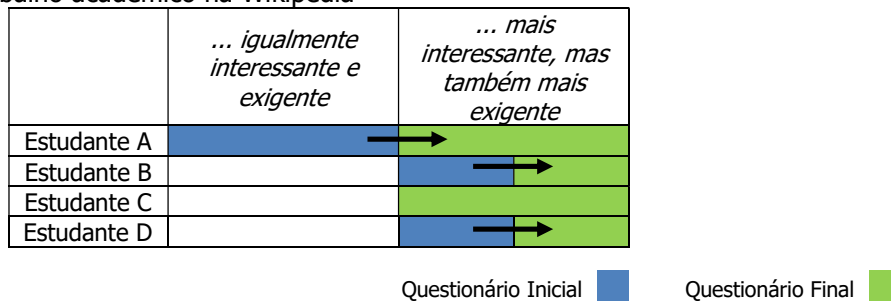 ... igualmente
interessante e
exigente
... mais
interessante, mas
também mais
exigente
Estudante A
Estudante B
Estudante C
Estudante D
Questionário Inicial
Questionário Final